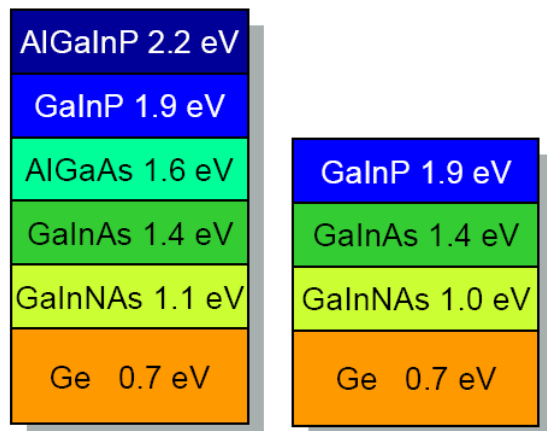 AlGaInP 2.2 eV
GaInP 1.9 eV
AlGaAs 1.6 eV
GaInAs 1.4 eV
GaInNAs 1.1 eV
Ge 0.7 eV
GaInP 1.9 eV
GaInAs 1.4 eV
GaInNAs 1.0 eV
Ge 0.7 eV